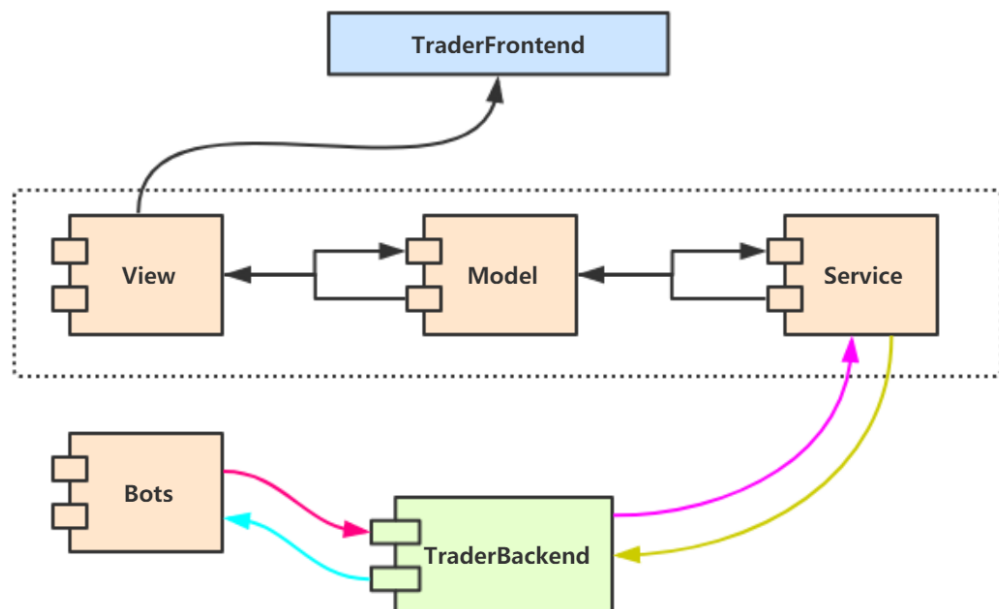 TraderFrontend
View
Model
Service
Bots
TraderBackend